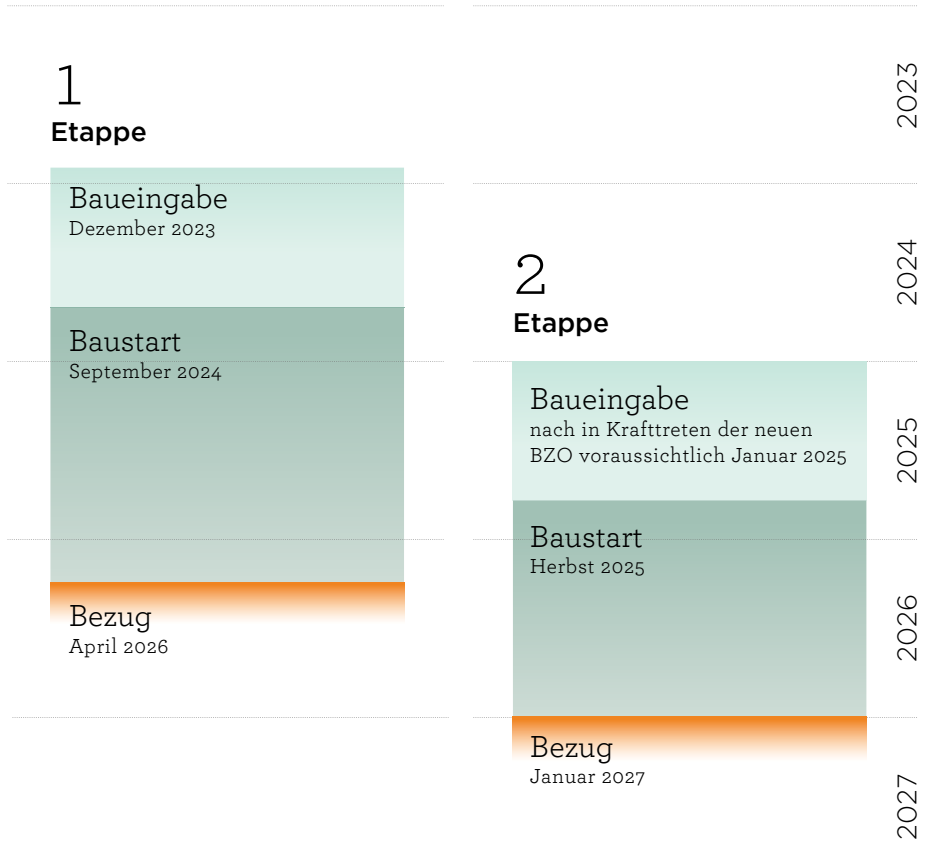 1
Etappe
Baueingabe
Dezember 2023
Baustart
September 2024
Bezug
April 2026
2
Etappe
Baueingabe
nach in Krafttreten der neuen
BZO voraussichtlich Januar 2025
Baustart
Herbst 2025
Bezug
Januar 2027
2023
2024
2025
2026
2027